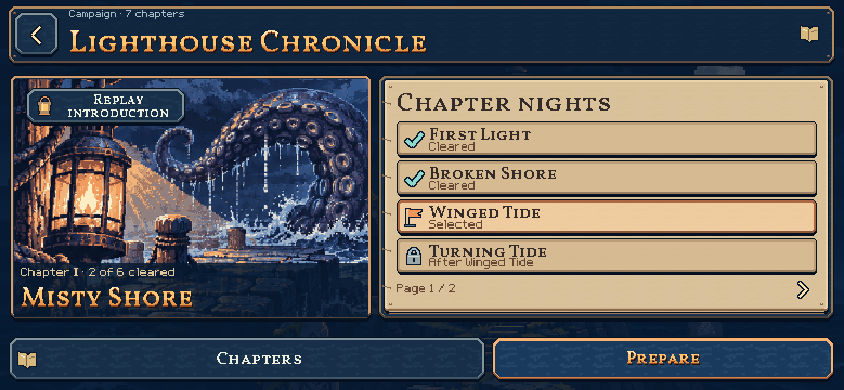 Campaign · 7 chapters
Lighthouse Chronicle
Replay
introduction
Chapter I · 2 of 6 cleared
Misty Shore
Chapter nights
First Light
Cleared
Broken Shore
Cleared
Winged Tide
Selected
Turning Tide
After Winged Tide
Page 1 / 2
Chapters
Prepare